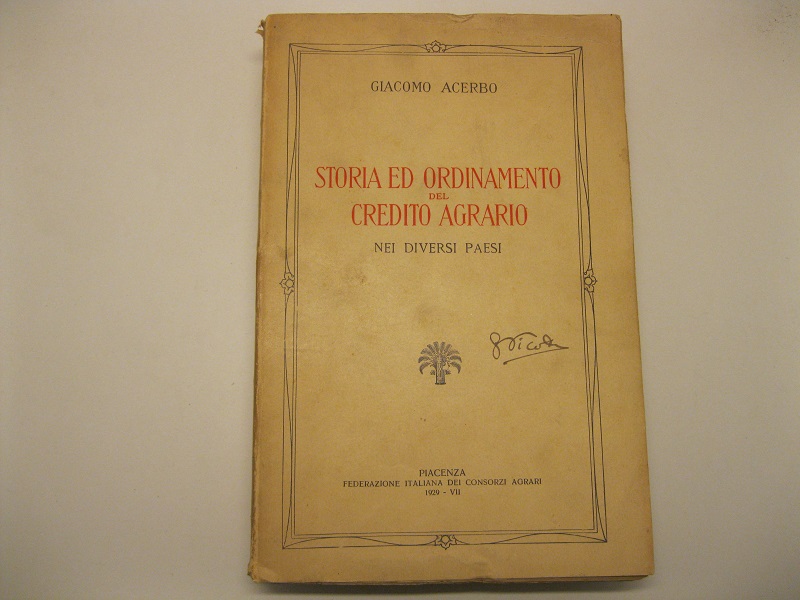 GIACOMO ACERBO
STORIA ED ORDINAMENTO
DEL
CREDITO AGRARIO
NEI DIVERSI PAESI
PIACENZA
FEDERAZIONE ITALIANA DEI CONSORZI AGRARI
1929 - VII